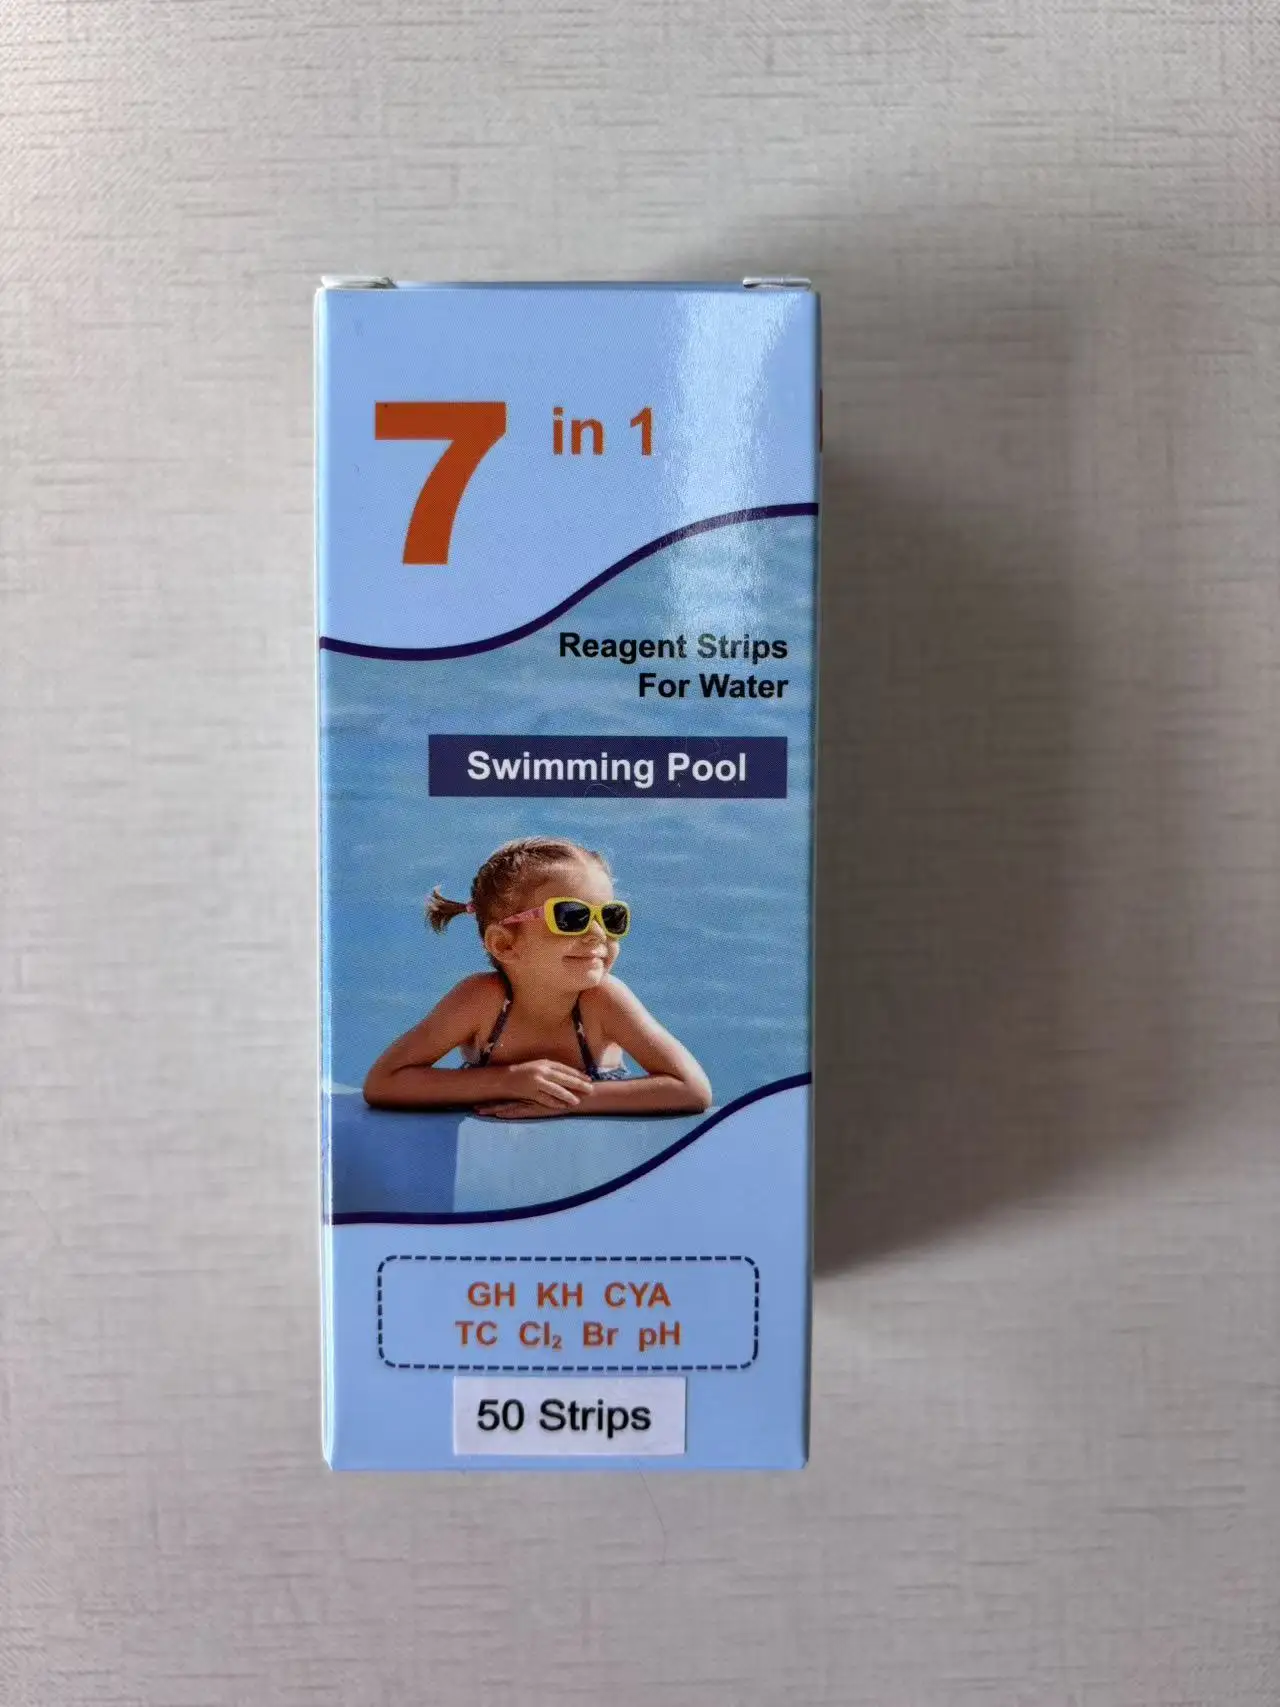 7 in 1
Reagent Strips
For Water
Swimming Pool
GH KH CYA
TC Cl₂ Br pH
50 Strips